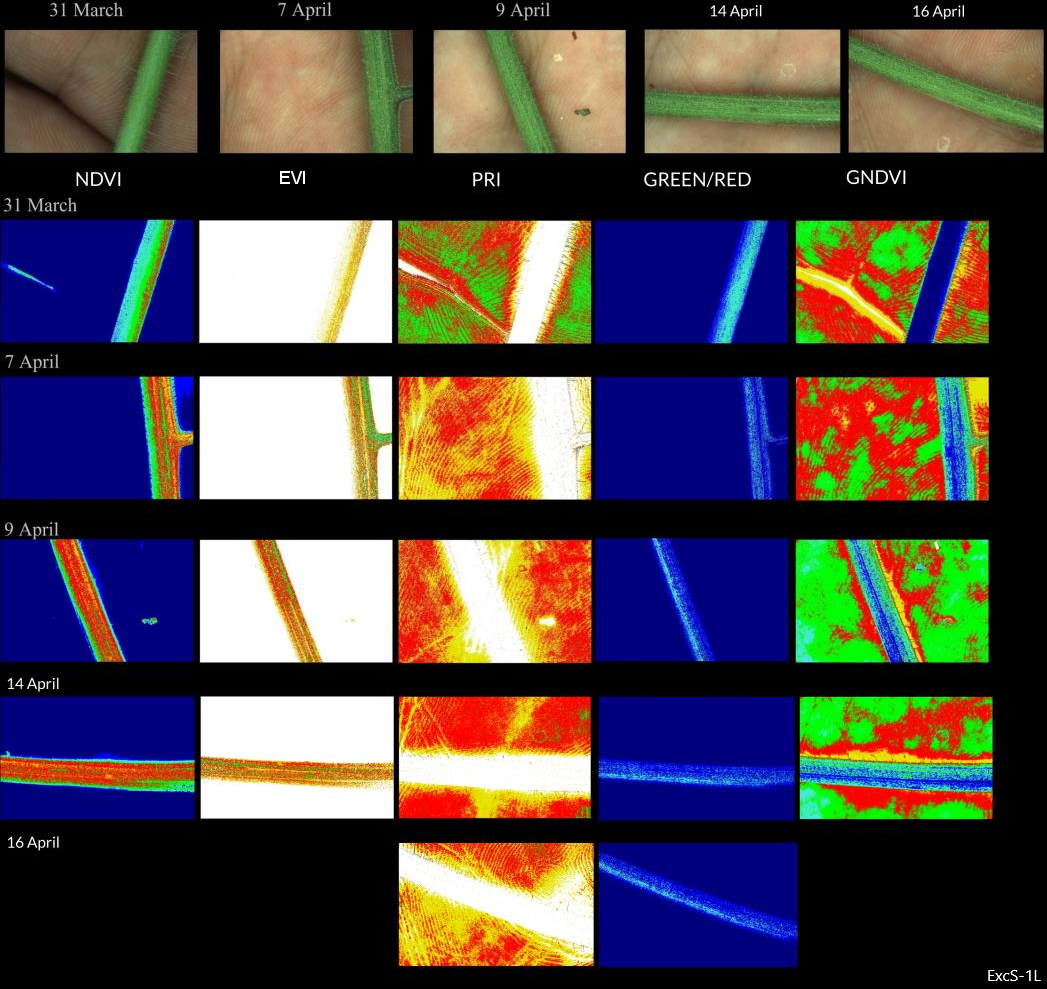 31 March 7 April 9 April 14 April 16 April
NDVI EVI PRI GREEN/RED GNDVI
31 March
7 April
9 April
14 April
16 April
ExcS-1L